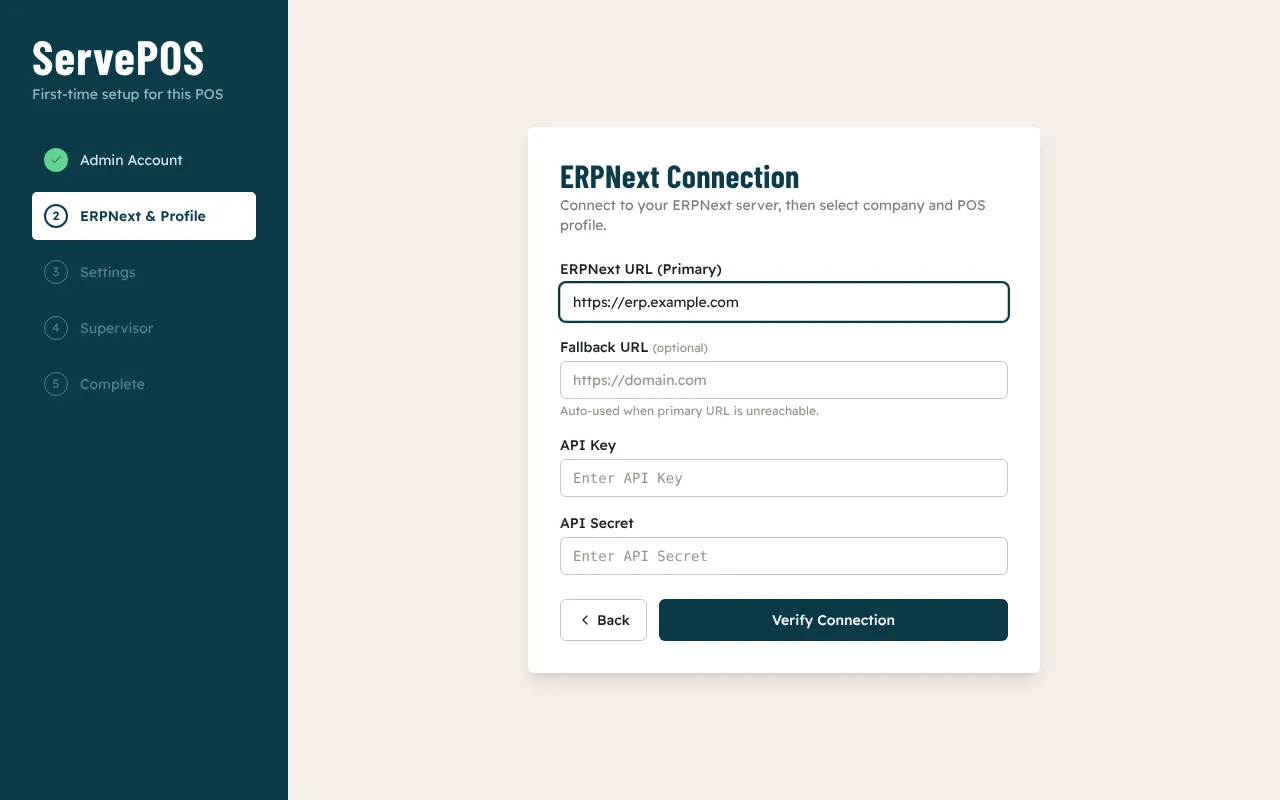 ServePOS
First-time setup for this POS
Admin Account
2 ERPNext & Profile
3 Settings
4 Supervisor
5 Complete
ERPNext Connection
Connect to your ERPNext server, then select company and POS
profile.
ERPNext URL (Primary)
https://erp.example.com
Fallback URL (optional)
https://domain.com
Auto-used when primary URL is unreachable.
API Key
Enter API Key
API Secret
Enter API Secret
Back
Verify Connection